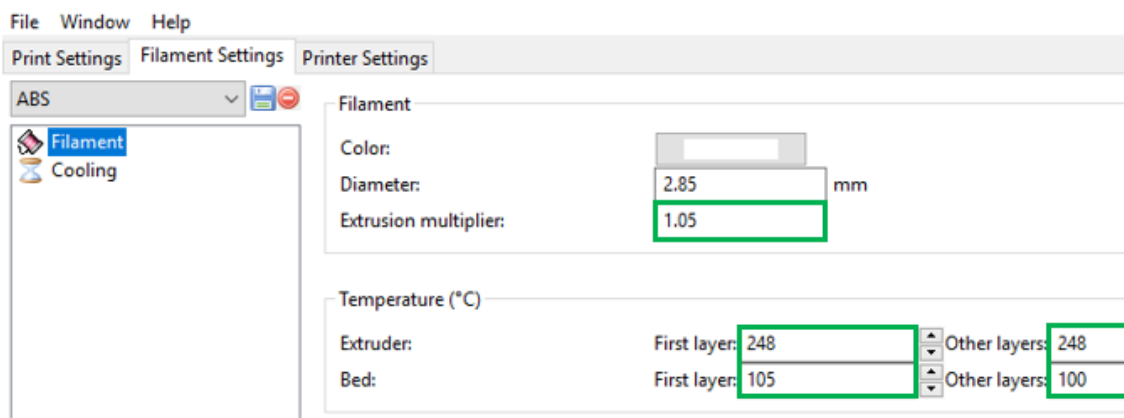 File Window Help
Print Settings Filament Settings Printer Settings
ABS
Filament
Cooling
Filament
Color:
Diameter: 2.85 mm
Extrusion multiplier: 1.05
Temperature (°C)
Extruder: First layer: 248 Other layers: 248
Bed: First layer: 105 Other layers: 100